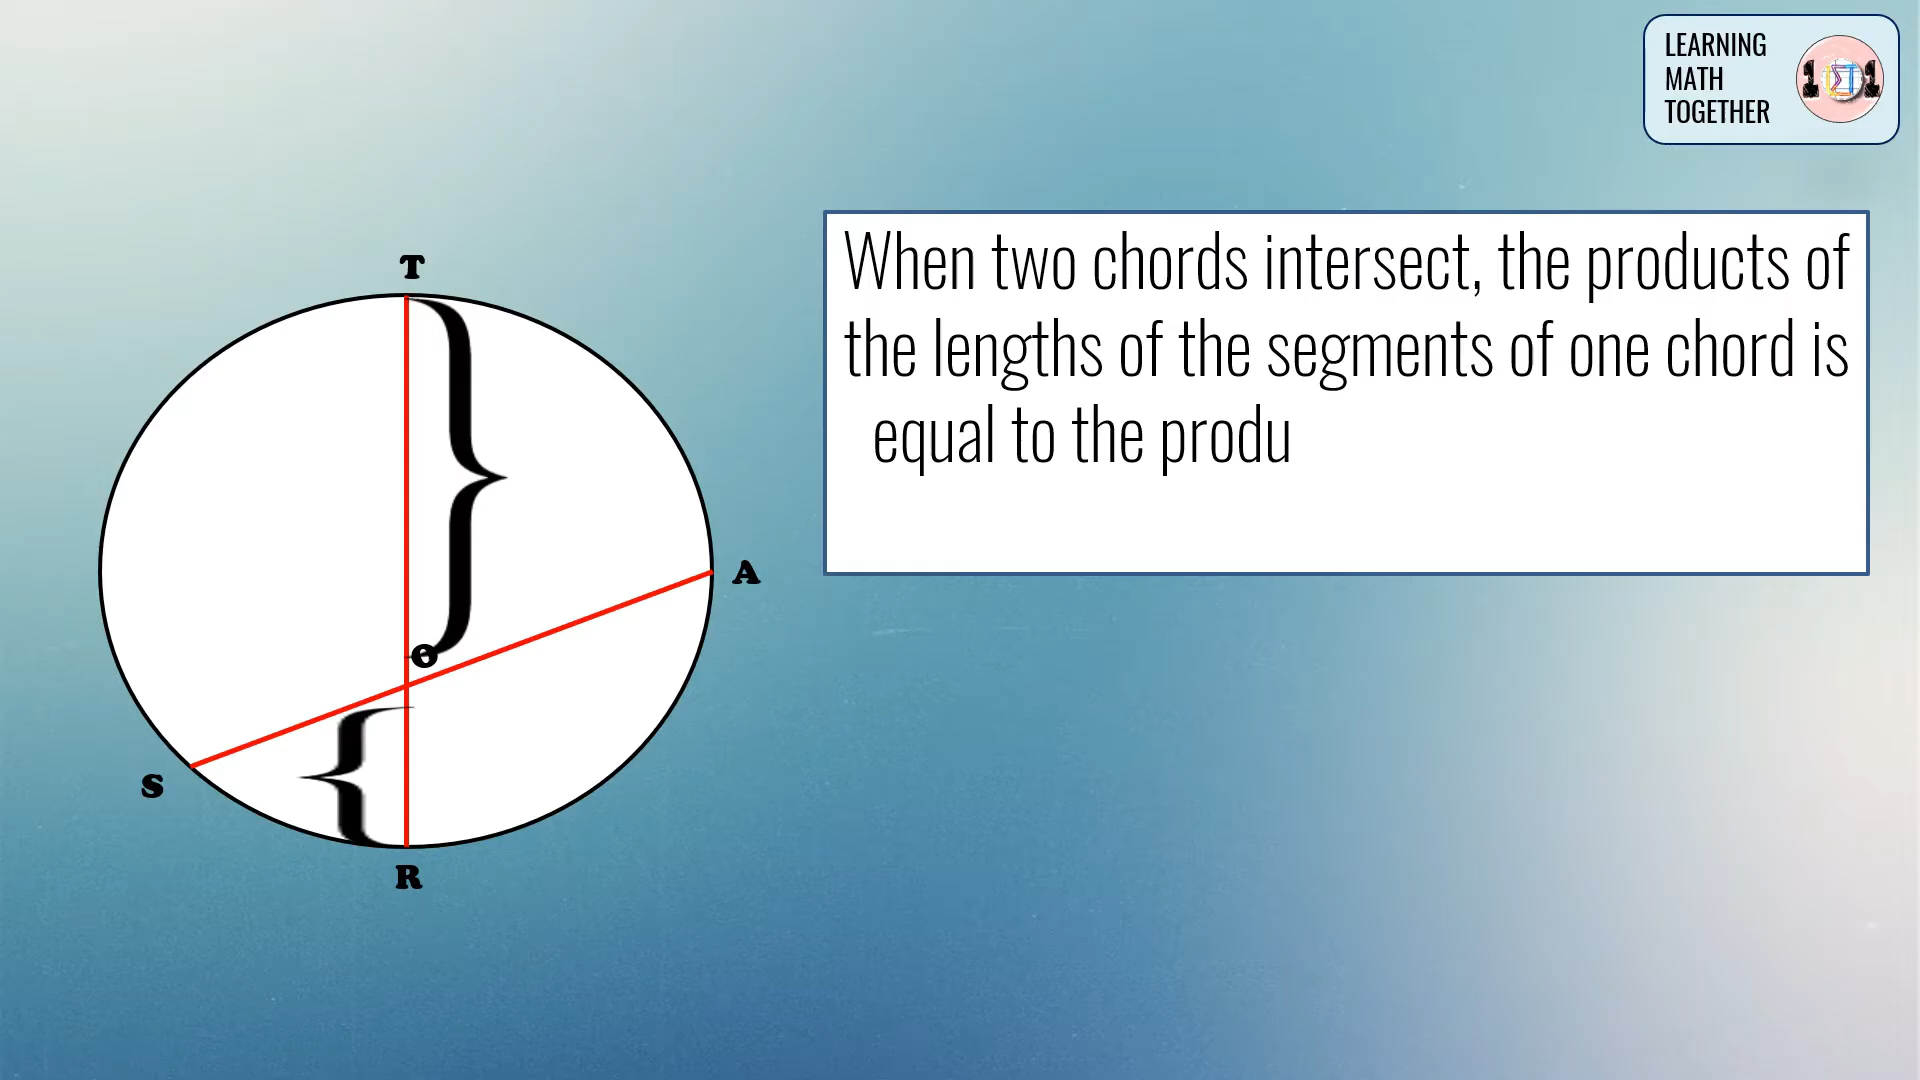 LEARNING
MATH
TOGETHER
When two chords intersect, the products of
the lengths of the segments of one chord is
equal to the produ
T
A
O
S
R